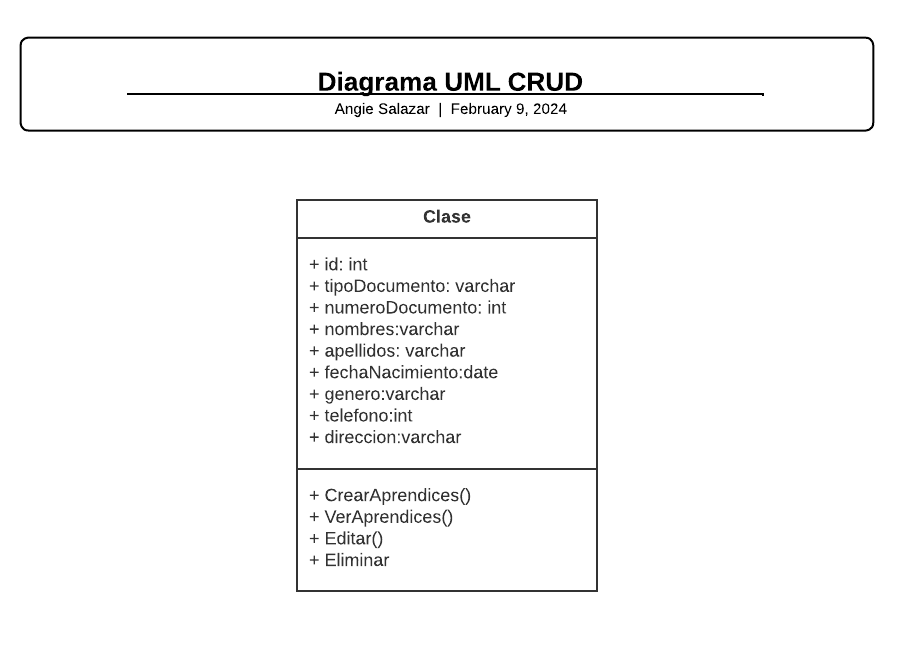 Diagrama UML CRUD
Angie Salazar | February 9, 2024
Clase
+ id: int
+ tipoDocumento: varchar
+ numeroDocumento: int
+ nombres:varchar
+ apellidos: varchar
+ fechaNacimiento:date
+ genero:varchar
+ telefono:int
+ direccion:varchar
+ CrearAprendices()
+ VerAprendices()
+ Editar()
+ Eliminar